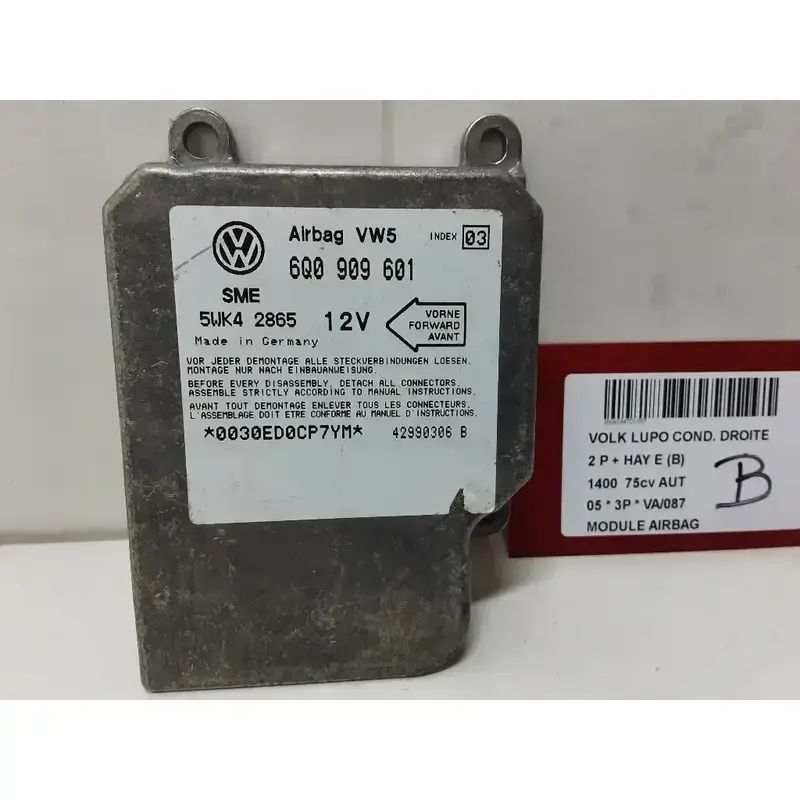 Airbag VW5 INDEX 03
6Q0 909 601
SME
5WK4 2865 12V
VORNE
FORWARD
AVANT
Made in Germany
VOR JEDER DEMONTAGE ALLE STECKVERBINDUNGEN LOESEN.
MONTAGE NUR NACH EINBAUANWEISUNG.
BEFORE EVERY DISASSEMBLY, DETACH ALL CONNECTORS.
ASSEMBLE STRICTLY ACCORDING TO MANUAL INSTRUCTIONS.
AVANT TOUT DEMONTAGE ENLEVER TOUS LES CONNECTEURS.
L'ASSEMBLAGE DOIT ÊTRE CONFORME AU MANUEL D'INSTRUCTIONS.
*0030ED0CP7YM* 42990306 B
VOLK LUPO COND. DROITE
2 P + HAY E (B)
1400 75cv AUT
05 * 3P * VA/087
MODULE AIRBAG
B